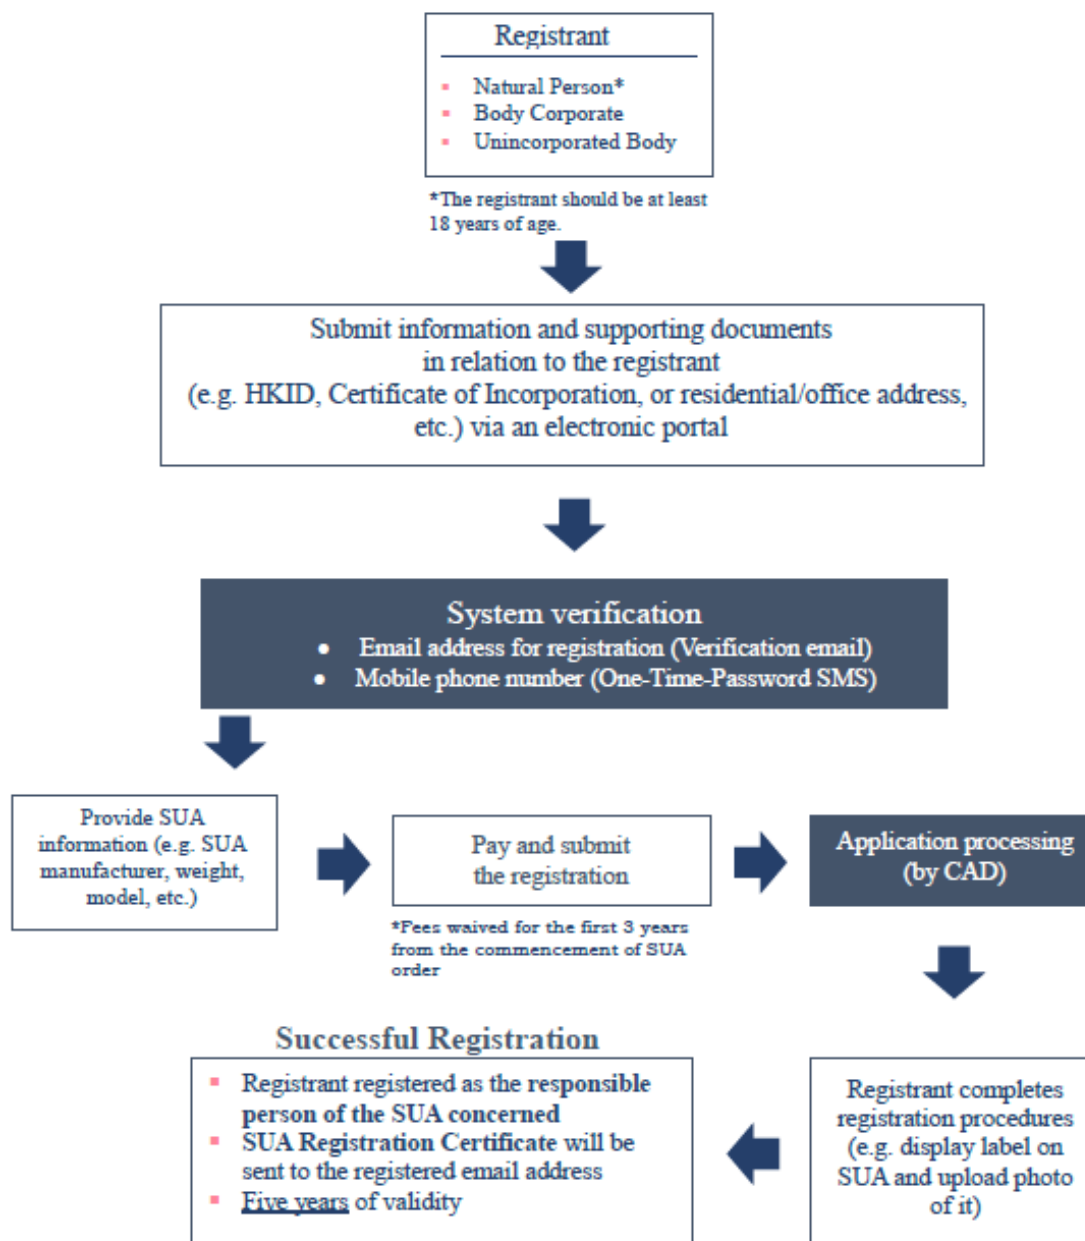 Registrant
Natural Person*
Body Corporate
Unincorporated Body
*The registrant should be at least
18 years of age.
Submit information and supporting documents
in relation to the registrant
(e.g. HKID, Certificate of Incorporation, or residential/office address,
etc.) via an electronic portal
System verification
Email address for registration (Verification email)
Mobile phone number (One-Time-Password SMS)
Provide SUA
information (e.g. SUA
manufacturer, weight,
model, etc.)
Pay and submit
the registration
*Fees waived for the first 3 years
from the commencement of SUA
order
Application processing
(by CAD)
Registrant completes
registration procedures
(e.g. display label on
SUA and upload photo
of it)
Successful Registration
Registrant registered as the responsible
person of the SUA concerned
SUA Registration Certificate will be
sent to the registered email address
Five years of validity